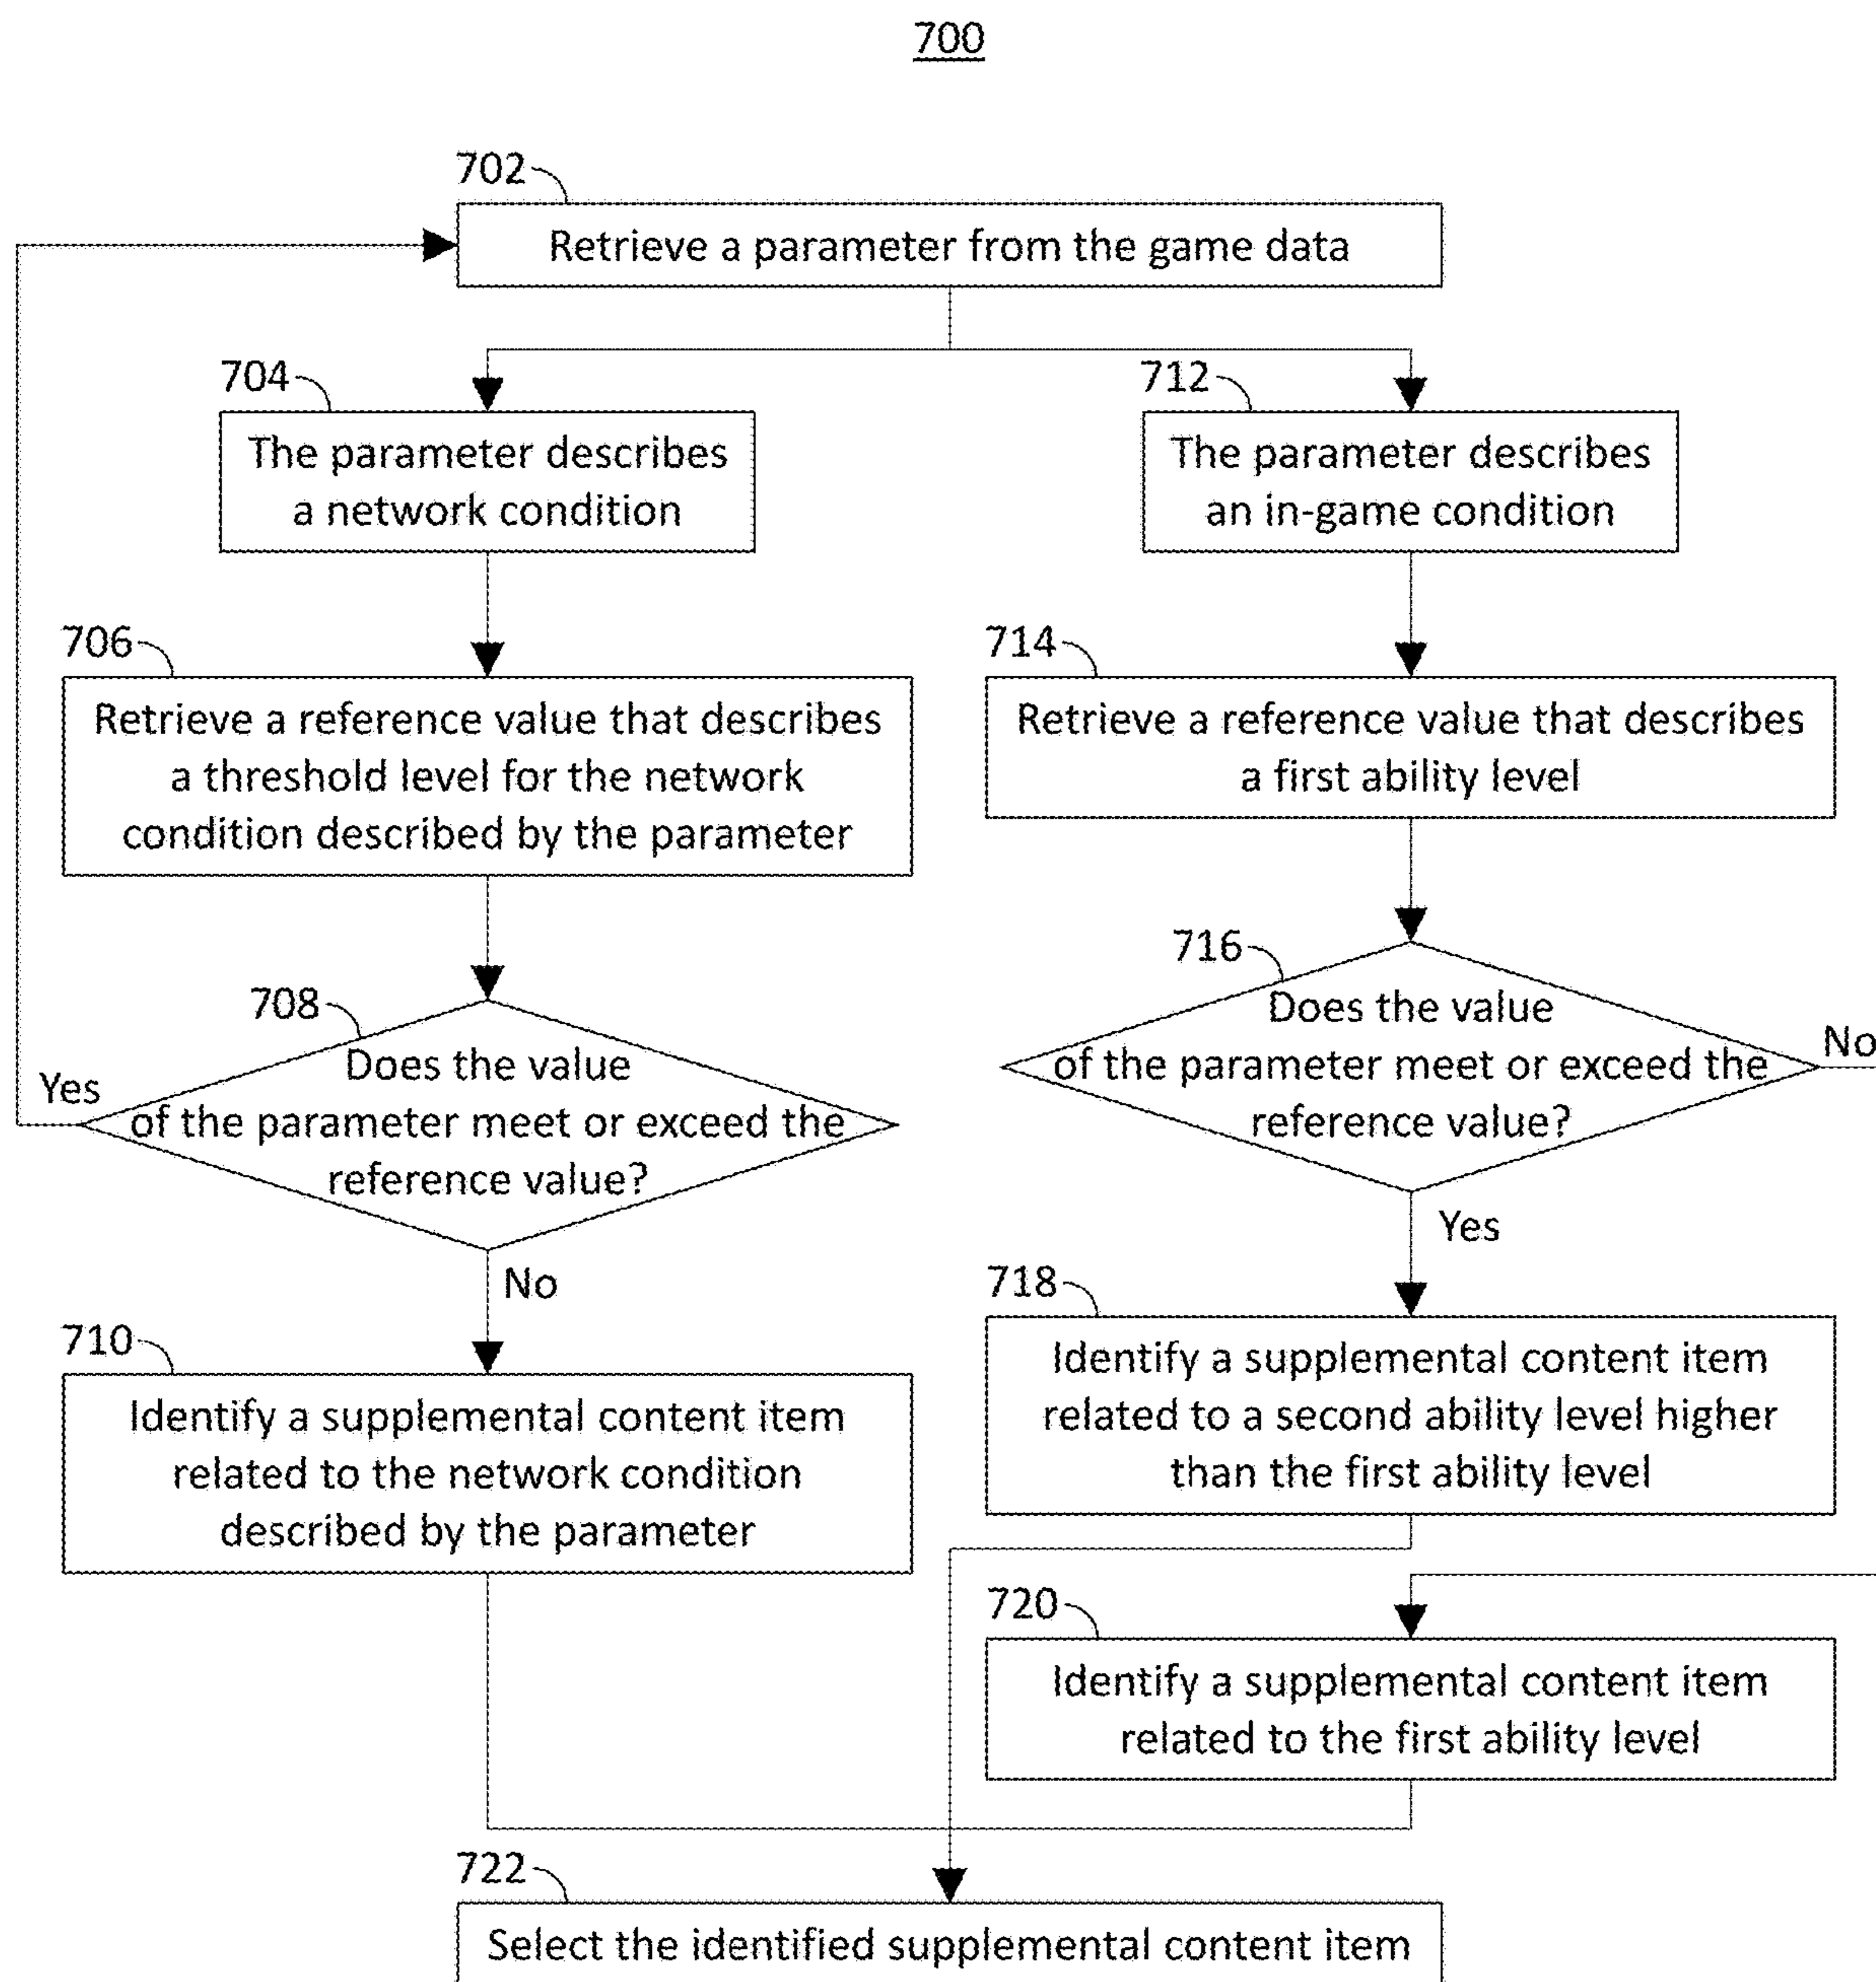 700
702
Retrieve a parameter from the game data
704
The parameter describes
a network condition
706
Retrieve a reference value that describes
a threshold level for the network
condition described by the parameter
708
Does the value
of the parameter meet or exceed the
reference value?
Yes
No
710
Identify a supplemental content item
related to the network condition
described by the parameter
712
The parameter describes
an in-game condition
714
Retrieve a reference value that describes
a first ability level
716
Does the value
of the parameter meet or exceed the
reference value?
No
Yes
718
Identify a supplemental content item
related to a second ability level higher
than the first ability level
720
Identify a supplemental content item
related to the first ability level
722
Select the identified supplemental content item